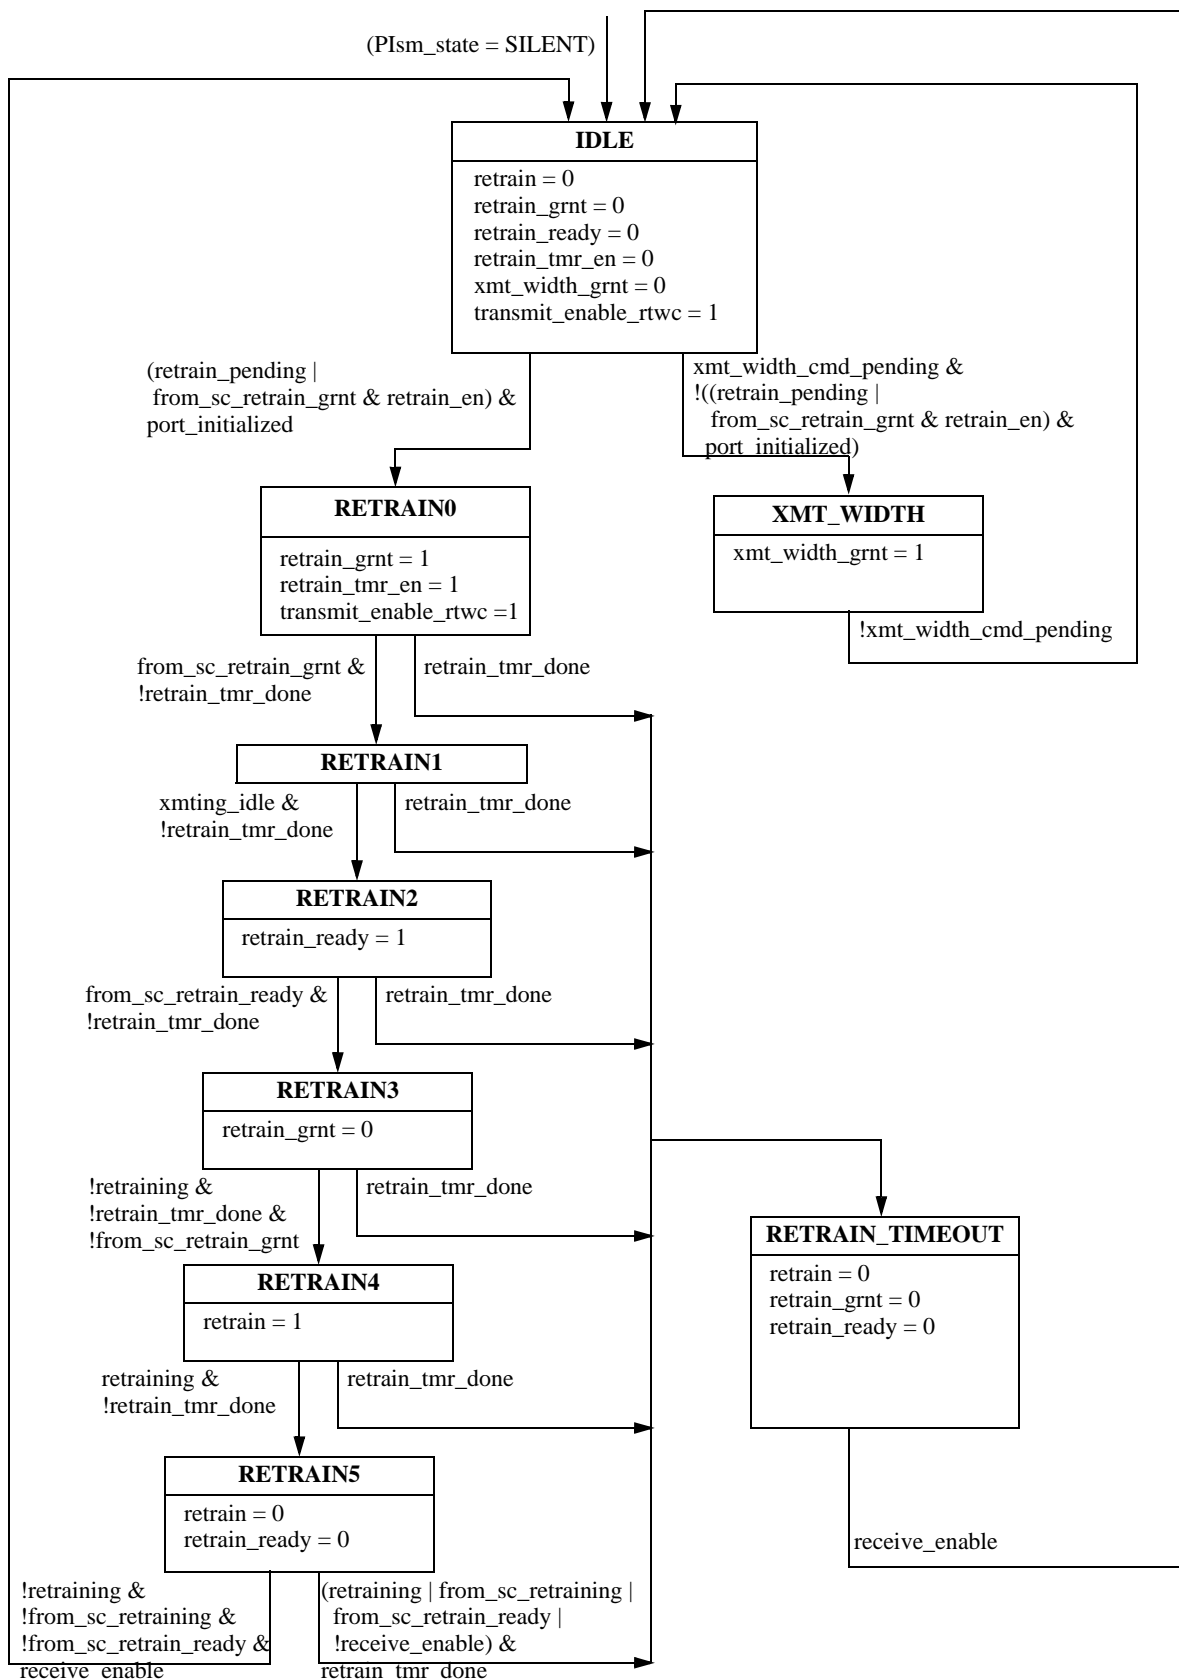 (PIsm_state = SILENT)
IDLE
retrain = 0
retrain_grnt = 0
retrain_ready = 0
retrain_tmr_en = 0
xmt_width_grnt = 0
transmit_enable_rtwc = 1
(retrain_pending |
from_sc_retrain_grnt & retrain_en) &
port_initialized
xmt_width_cmd_pending &
!((retrain_pending |
from_sc_retrain_grnt & retrain_en) &
port_initialized)
RETRAIN0
retrain_grnt = 1
retrain_tmr_en = 1
transmit_enable_rtwc =1
XMT_WIDTH
xmt_width_grnt = 1
!xmt_width_cmd_pending
from_sc_retrain_grnt &
!retrain_tmr_done
retrain_tmr_done
RETRAIN1
xmting_idle &
!retrain_tmr_done
retrain_tmr_done
RETRAIN2
retrain_ready = 1
from_sc_retrain_ready &
!retrain_tmr_done
retrain_tmr_done
RETRAIN3
retrain_grnt = 0
!retraining &
!retrain_tmr_done &
!from_sc_retrain_grnt
retrain_tmr_done
RETRAIN_TIMEOUT
retrain = 0
retrain_grnt = 0
retrain_ready = 0
RETRAIN4
retrain = 1
retraining &
!retrain_tmr_done
retrain_tmr_done
RETRAIN5
retrain = 0
retrain_ready = 0
receive_enable
!retraining &
!from_sc_retraining &
!from_sc_retrain_ready &
receive_enable
(retraining | from_sc_retraining |
from_sc_retrain_ready |
!receive_enable) &
retrain_tmr_done